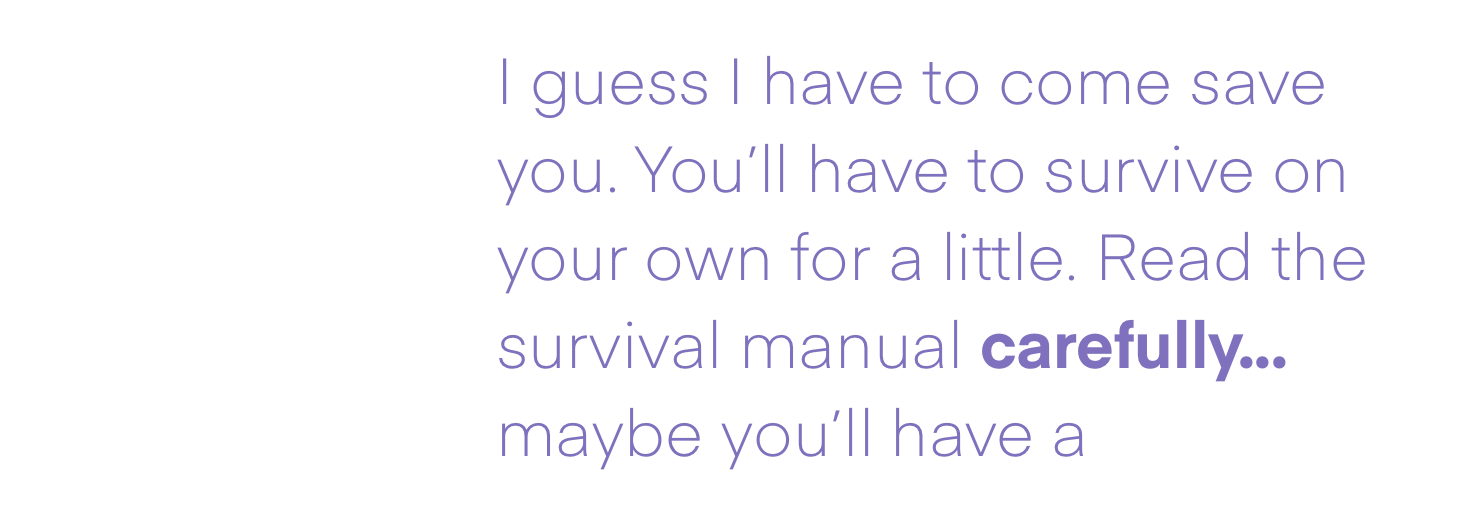 I guess I have to come save
you. You’ll have to survive on
your own for a little. Read the
survival manual carefully...
maybe you’ll have a